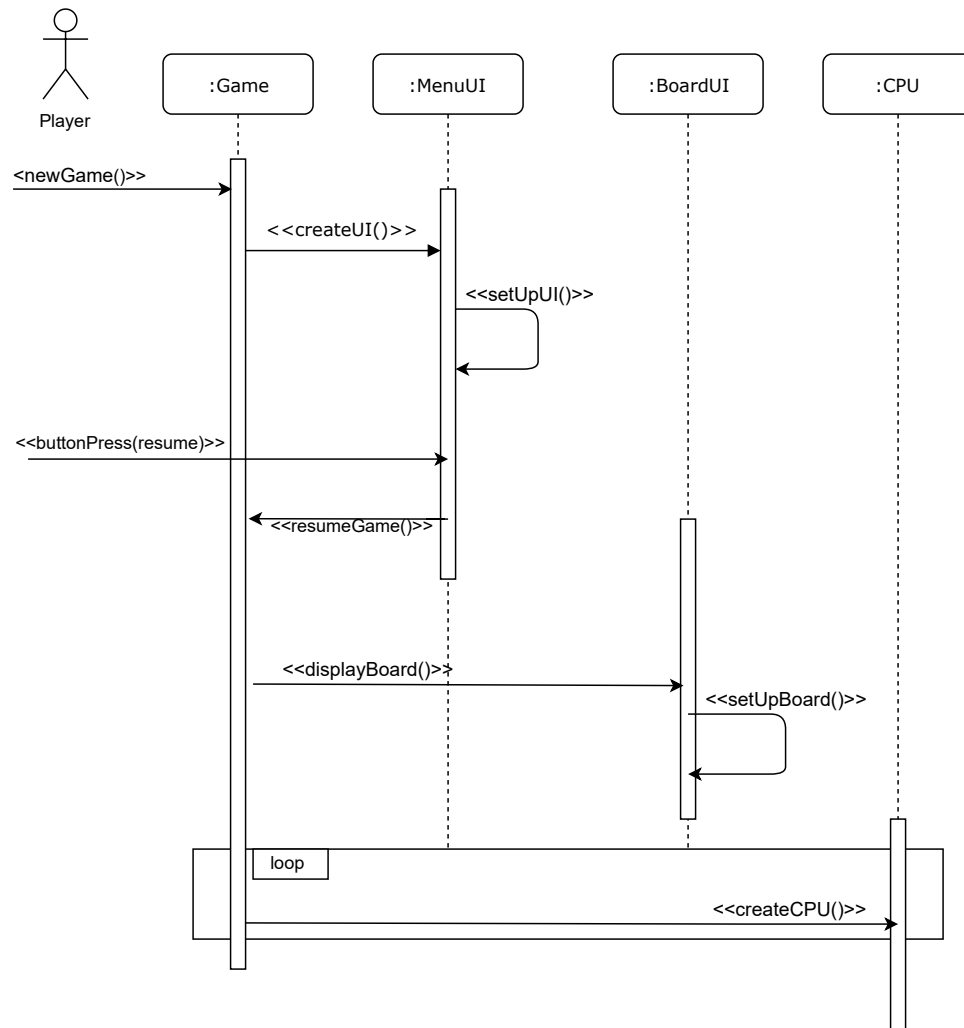 :Game
:MenuUI
:BoardUI
:CPU
Player
<newGame()>>
<<createUI()>>
<<setUpUI()>>
<<buttonPress(resume)>>
<<resumeGame()>>
<<displayBoard()>>
<<setUpBoard()>>
loop
<<createCPU()>>